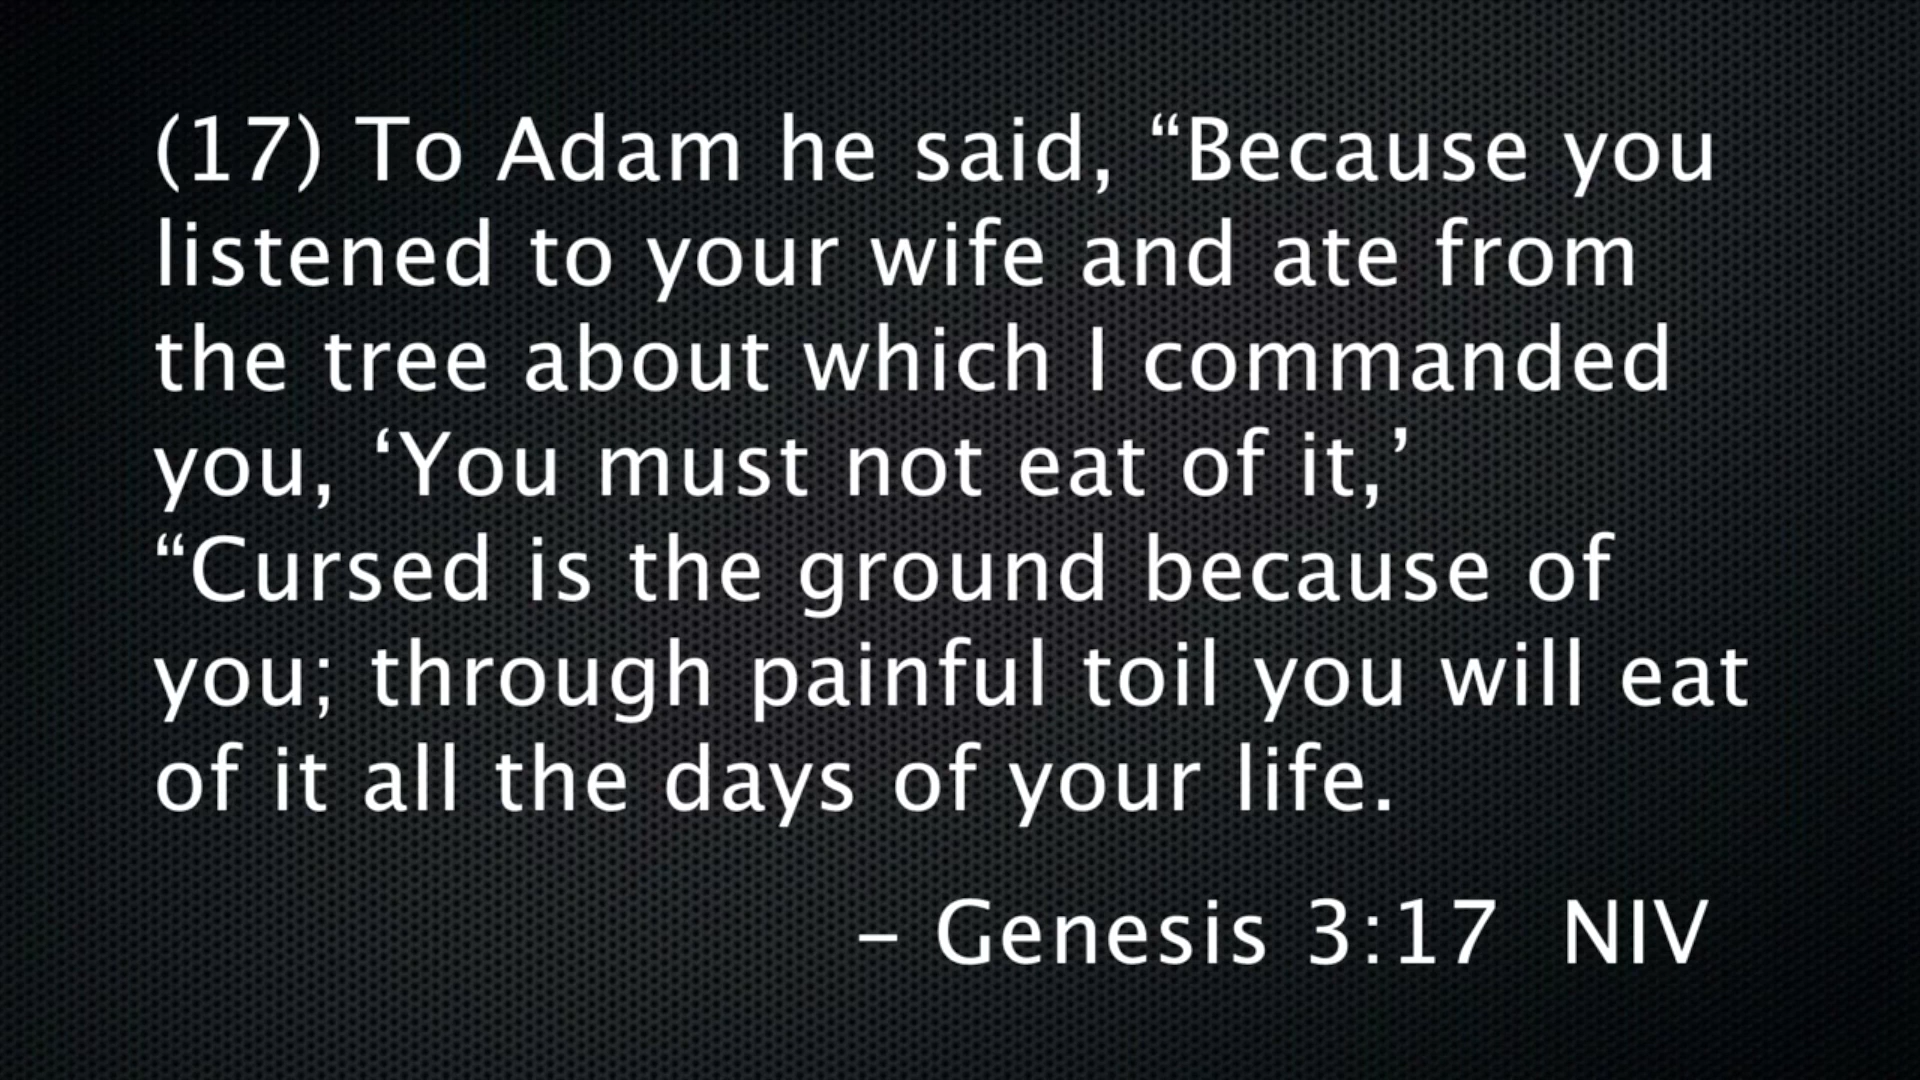 (17) To Adam he said, “Because you
listened to your wife and ate from
the tree about which I commanded
you, ‘You must not eat of it,’
“Cursed is the ground because of
you; through painful toil you will eat
of it all the days of your life.
– Genesis 3:17  NIV